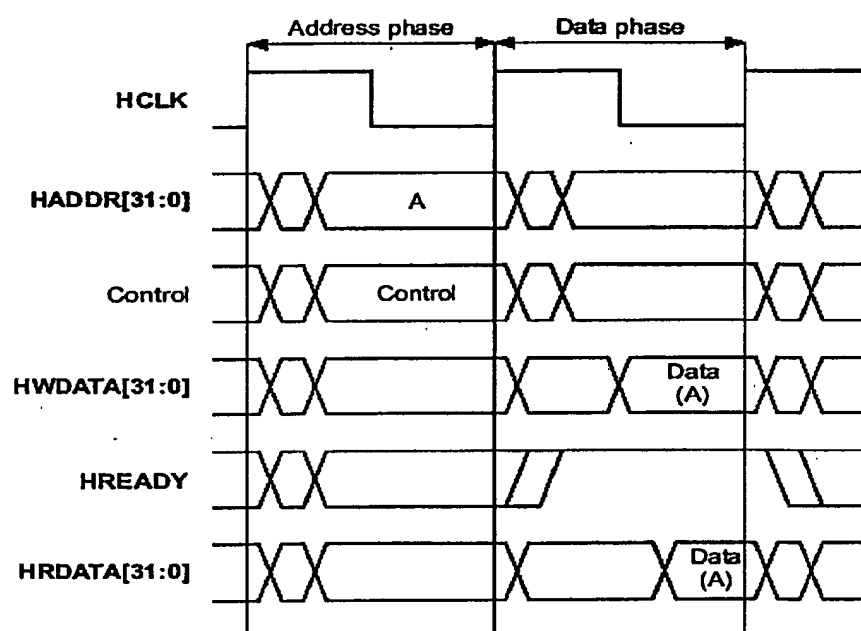 Address phase
Data phase
HCLK
HADDR[31:0]
A
Control
Control
HWDATA[31:0]
Data
(A)
HREADY
HRDATA[31:0]
Data
(A)